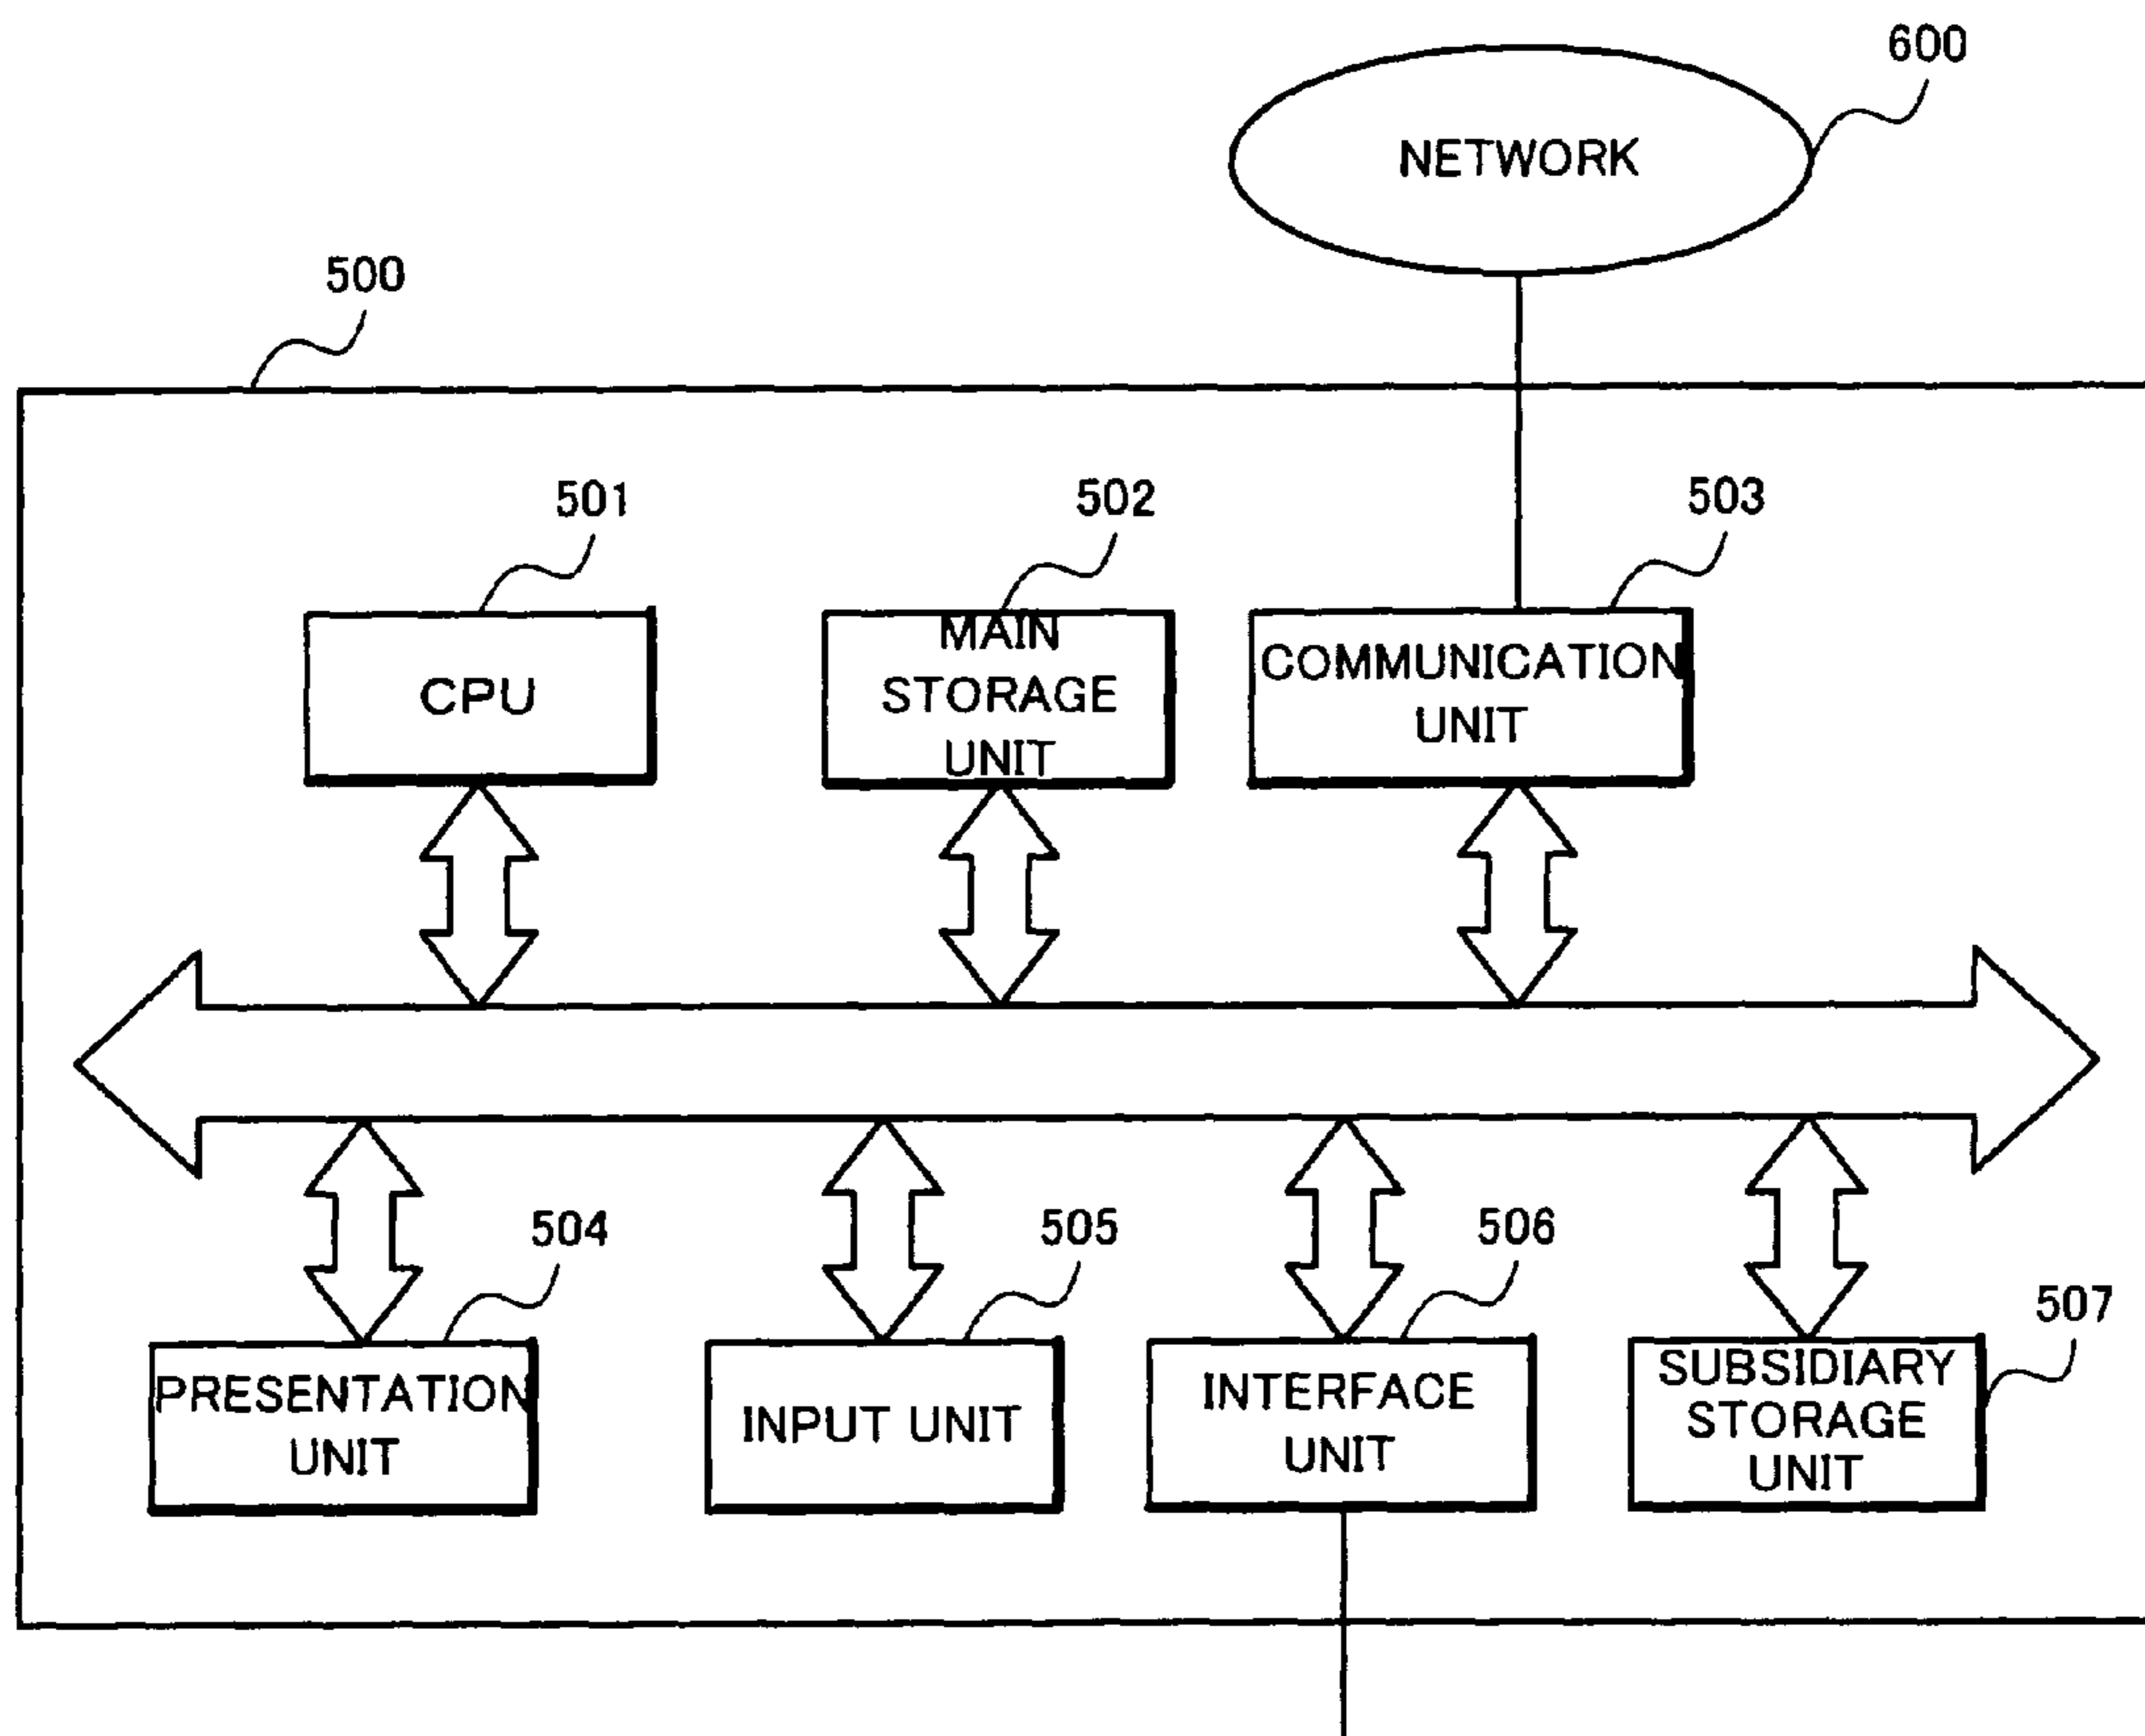 600
NETWORK
500
501
502
503
CPU
MAIN
STORAGE
UNIT
COMMUNICATION
UNIT
504
505
506
507
PRESENTATION
UNIT
INPUT UNIT
INTERFACE
UNIT
SUBSIDIARY
STORAGE
UNIT